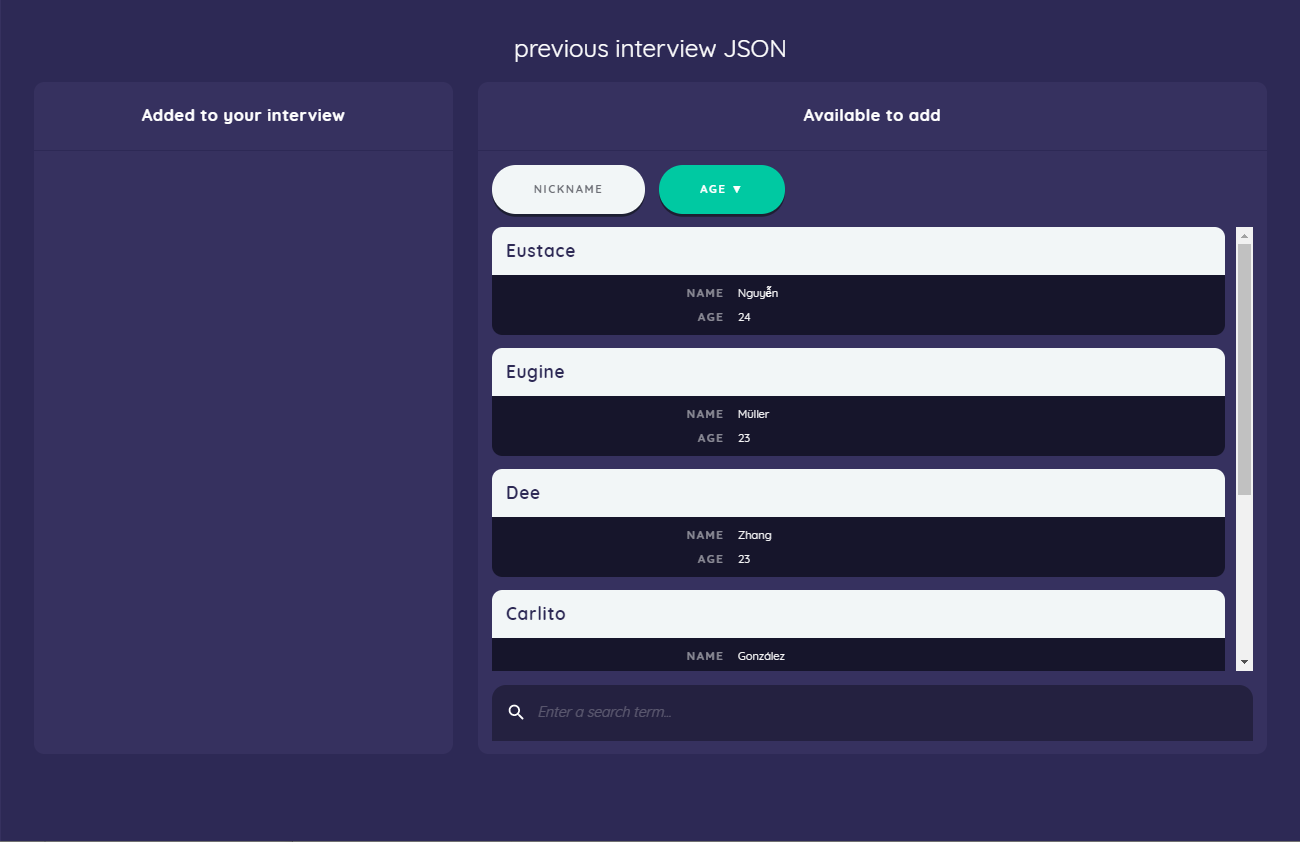 previous interview JSON
Added to your interview
Available to add
NICKNAME
AGE ▼
Eustace
NAME Nguyễn
AGE 24
Eugine
NAME Müller
AGE 23
Dee
NAME Zhang
AGE 23
Carlito
NAME González
Enter a search term...